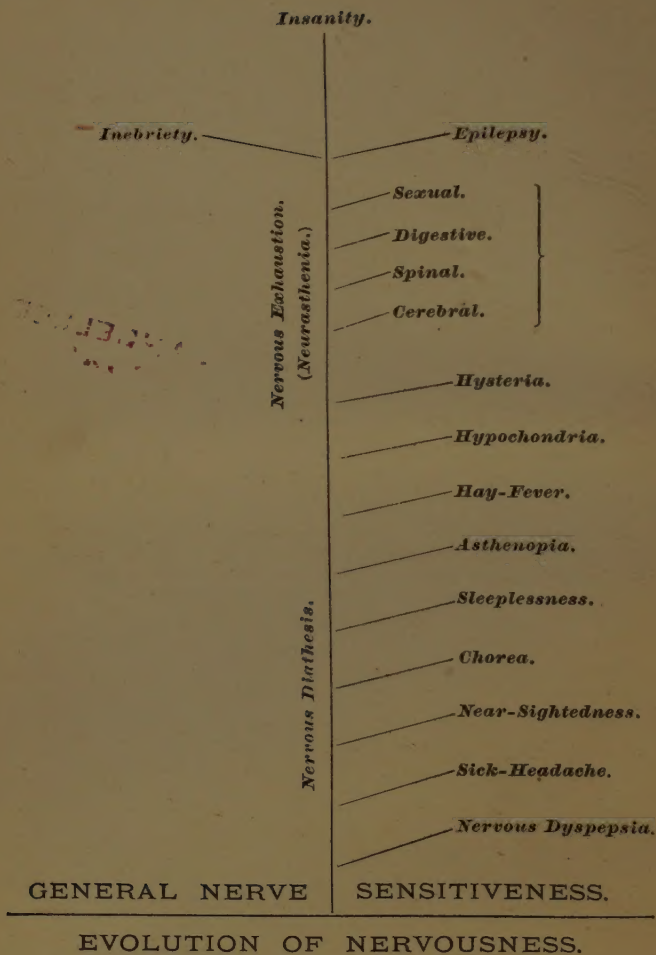 Insanity.
Inebriety.
Epilepsy.
Sexual.
Digestive.
Spinal.
Cerebral.
Nervous Exhaustion.
(Neurasthenia.)
Hysteria.
Hypochondria.
Hay-Fever.
Asthenopia.
Sleeplessness.
Nervous Diathesis.
Chorea.
Near-Sightedness.
Sick-Headache.
Nervous Dyspepsia.
GENERAL NERVE SENSITIVENESS.
EVOLUTION OF NERVOUSNESS.